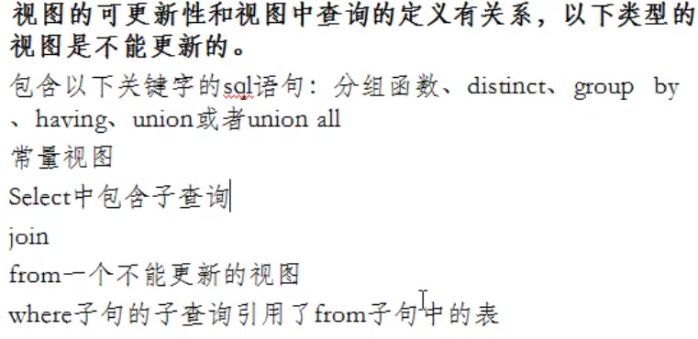 视图的可更新性和视图中查询的定义有关系，以下类型的
视图是不能更新的。
包含以下关键字的sql语句：分组函数、distinct、group by
、having、union或者union all
常量视图
Select中包含子查询
join
from一个不能更新的视图
where子句的子查询引用了from子句中的表